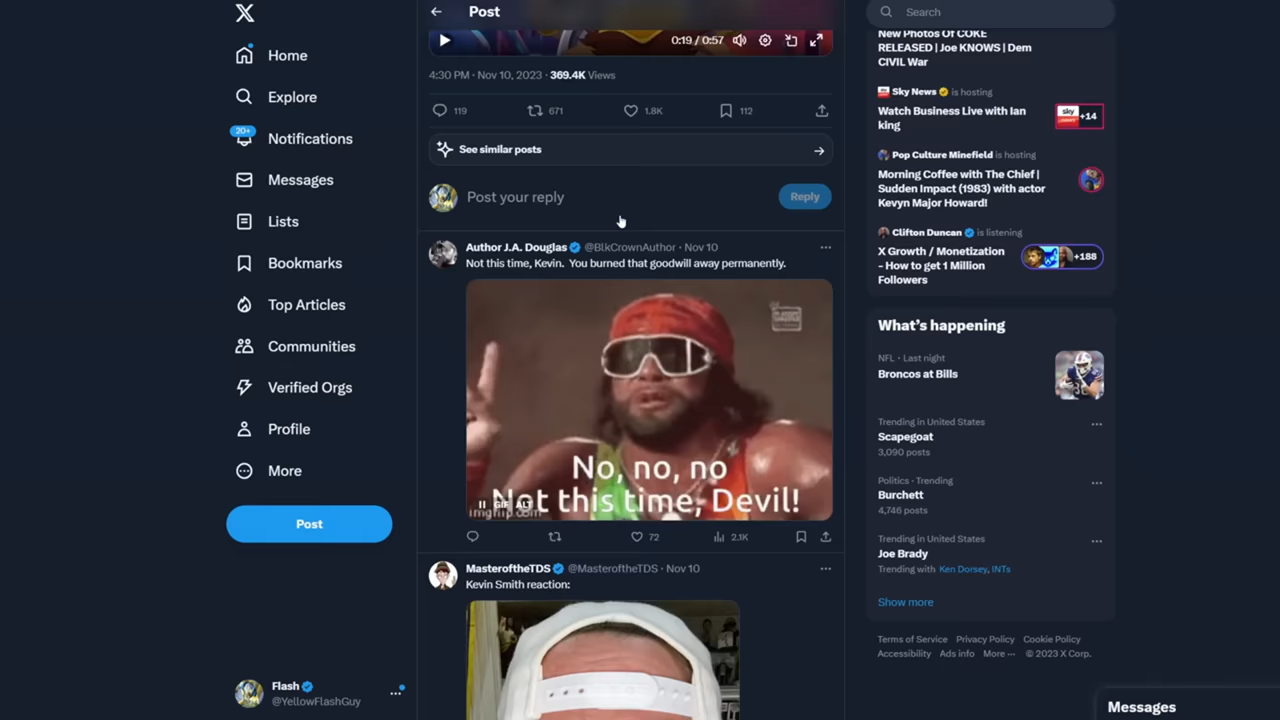 Post
0:19 / 0:57
4:30 PM · Nov 10, 2023 · 369.4K Views
119
671
1.8K
112
See similar posts
Post your reply
Reply
Author J.A. Douglas @BlkCrownAuthor · Nov 10
Not this time, Kevin. You burned that goodwill away permanently.
No, no, no
Not this time, Devil!
GIF ALT
imgflip.com
72
2.1K
MasteroftheTDS @MasteroftheTDS · Nov 10
Kevin Smith reaction:
Home
Explore
20+
Notifications
Messages
Lists
Bookmarks
Top Articles
Communities
Verified Orgs
Profile
More
Post
Flash
@YellowFlashGuy
Search
New Photos Of COKE
RELEASED | Joe KNOWS | Dem
CIVIL War
Sky News is hosting
Watch Business Live with Ian
king
sky
+14
Pop Culture Minefield is hosting
Morning Coffee with The Chief |
Sudden Impact (1983) with actor
Kevyn Major Howard!
Clifton Duncan is listening
X Growth / Monetization
- How to get 1 Million
Followers
+188
What's happening
NFL · Last night
Broncos at Bills
Trending in United States
Scapegoat
3,090 posts
Politics · Trending
Burchett
4,746 posts
Trending in United States
Joe Brady
Trending with Ken Dorsey, INTs
Show more
Terms of Service Privacy Policy Cookie Policy
Accessibility Ads info More ··· © 2023 X Corp.
Messages